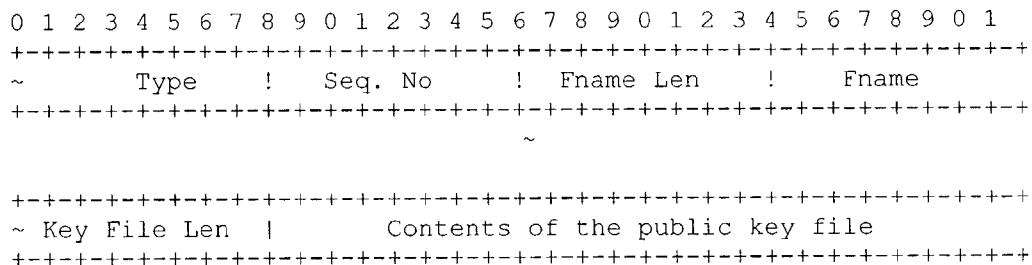 0 1 2 3 4 5 6 7 8 9 0 1 2 3 4 5 6 7 8 9 0 1 2 3 4 5 6 7 8 9 0 1
+-+-+-+-+-+-+-+-+-+-+-+-+-+-+-+-+-+-+-+-+-+-+-+-+-+-+-+-+-+-+-+-+
~ Type ! Seq. No ! Fname Len ! Fname
+-+-+-+-+-+-+-+-+-+-+-+-+-+-+-+-+-+-+-+-+-+-+-+-+-+-+-+-+-+-+-+-+
~
+-+-+-+-+-+-+-+-+-+-+-+-+-+-+-+-+-+-+-+-+-+-+-+-+-+-+-+-+-+-+-+-+
~ Key File Len | Contents of the public key file
+-+-+-+-+-+-+-+-+-+-+-+-+-+-+-+-+-+-+-+-+-+-+-+-+-+-+-+-+-+-+-+-+